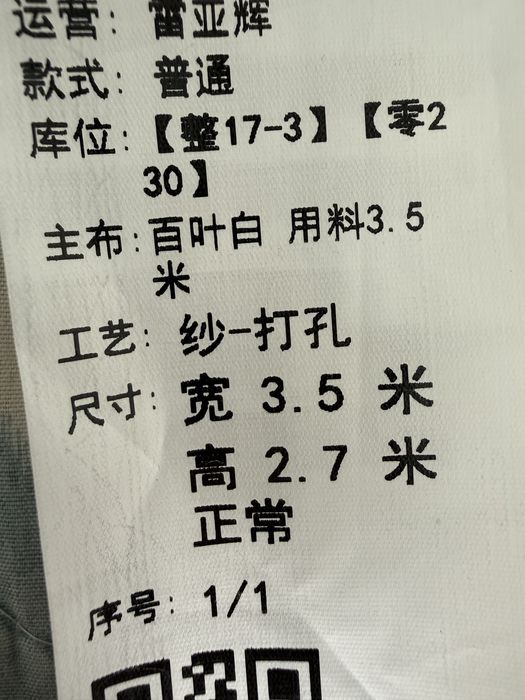 运营: 雷亚辉
款式: 普通
库位: 【整17-3】【零2
30】
主布: 百叶白 用料3.5
米
工艺: 纱-打孔
尺寸: 宽 3.5 米
高 2.7 米
正常
序号: 1/1